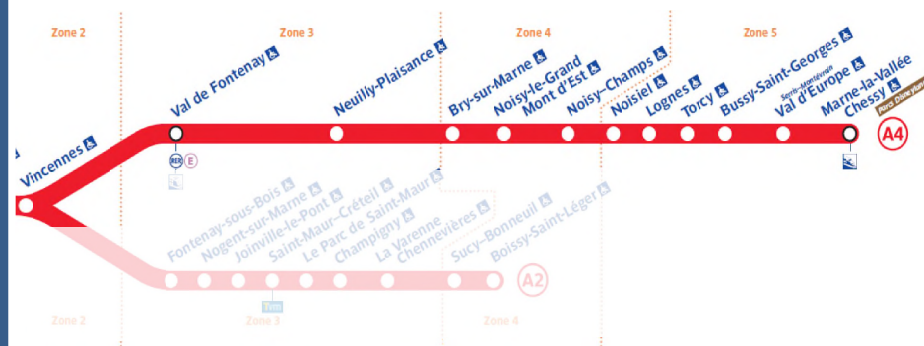 Zone 2
Zone 3
Zone 4
Zone 5
Vincennes
Val de Fontenay
Neuilly-Plaisance
Bry-sur-Marne
Noisy-le-Grand
Mont d'Est
Noisy–Champs
Noisiel
Lognes
Torcy
Bussy-Saint-Georges
Serris-Montévrain
Val d'Europe
Marne-la-Vallée
Chessy
Parcs Disneyland
A4
RER E
Fontenay-sous-Bois
Nogent-sur-Marne
Joinville-le-Pont
Saint-Maur–Créteil
Le Parc de Saint-Maur
Champigny
La Varenne
Chennevières
Sucy–Bonneuil
Boissy-Saint-Léger
A2
Tvm
Zone 2
Zone 3
Zone 4